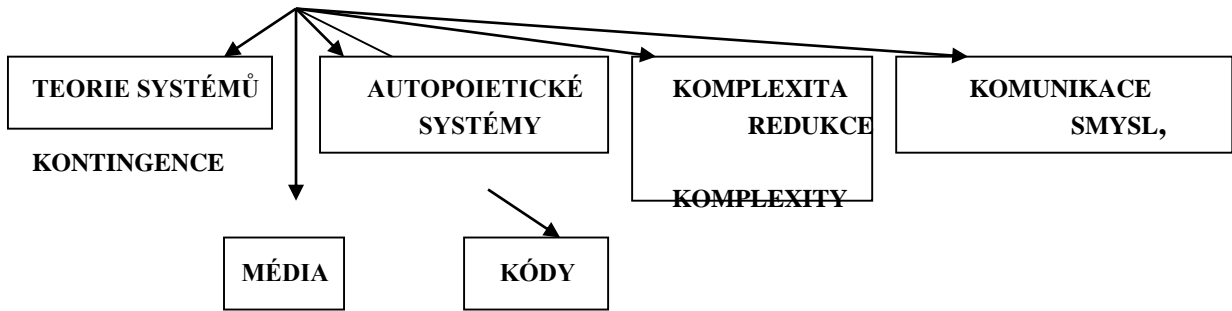 TEORIE SYSTÉMŮ AUTOPOIETICKÉ KOMPLEXITA KOMUNIKACE
SYSTÉMY REDUKCE SMYSL,
KONTINGENCE KOMPLEXITY
MÉDIA KÓDY